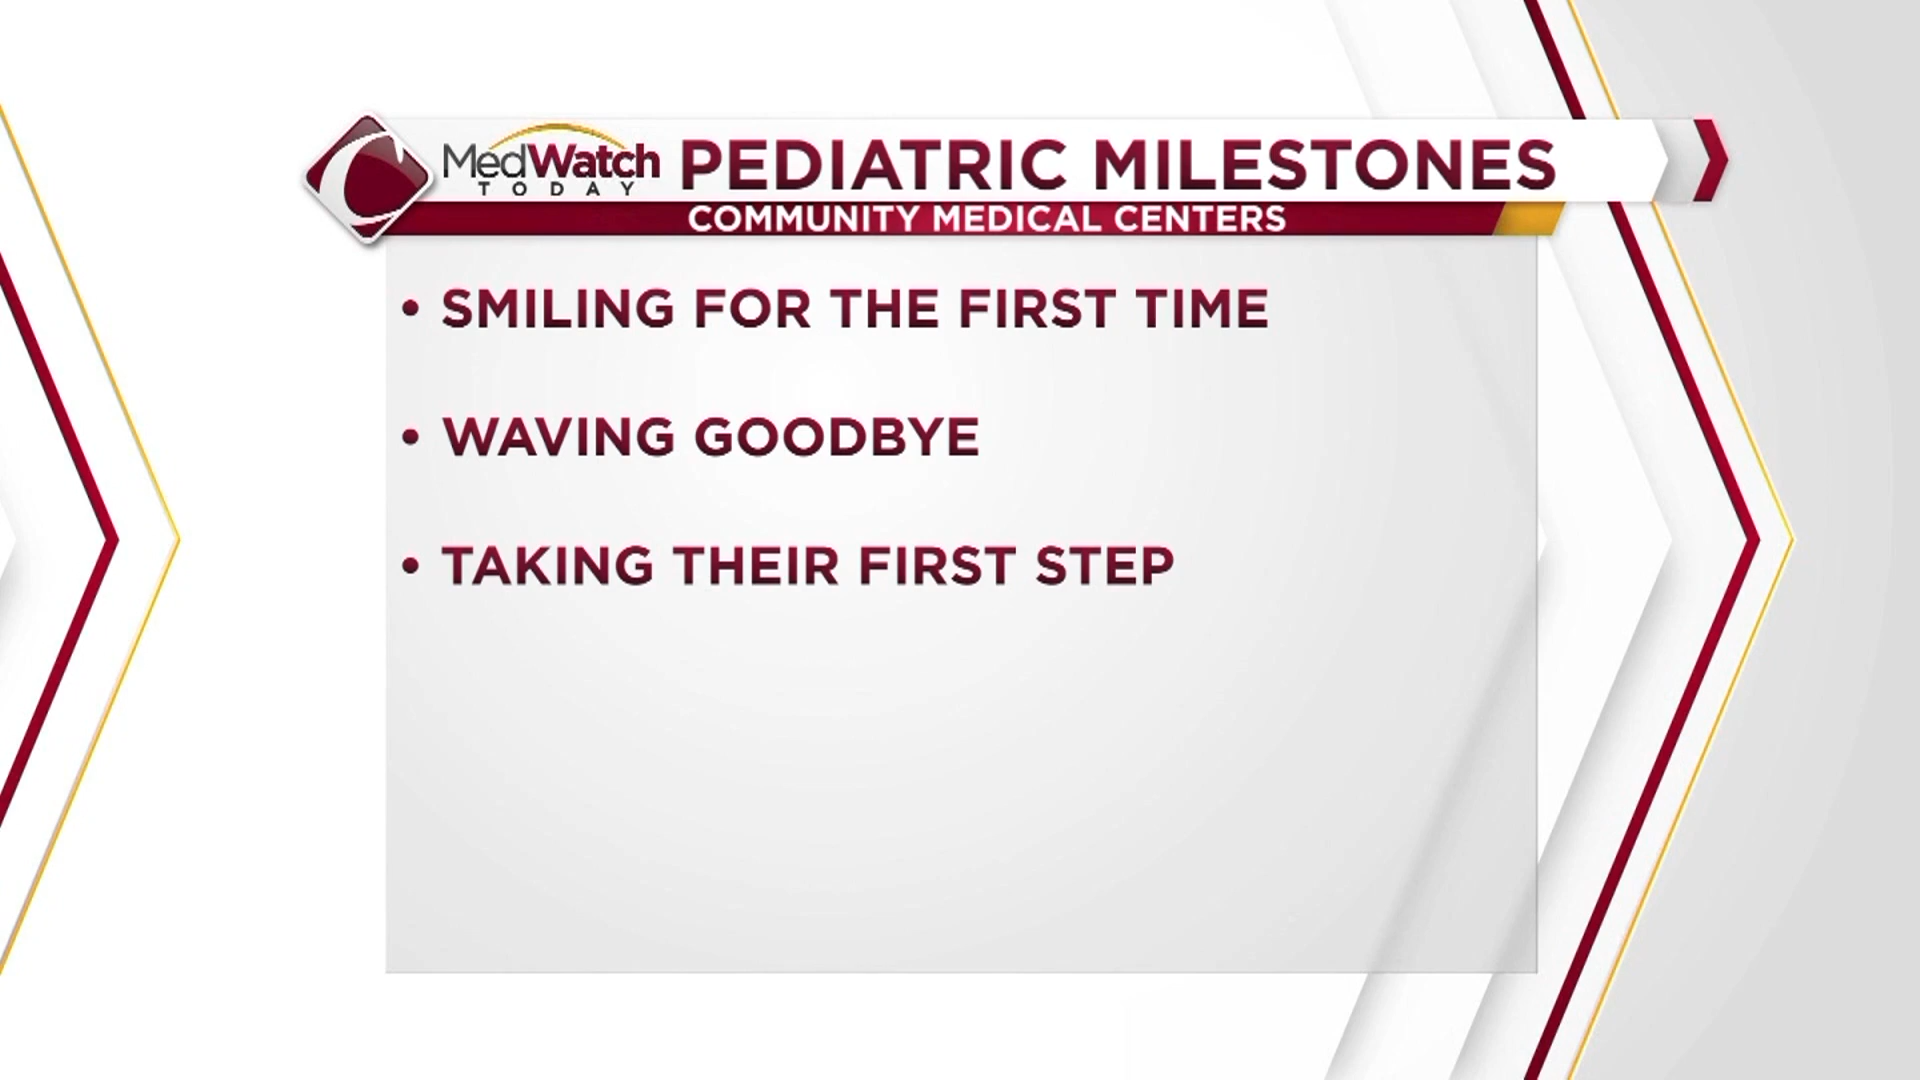 MedWatch
TODAY
PEDIATRIC MILESTONES
COMMUNITY MEDICAL CENTERS
• SMILING FOR THE FIRST TIME
• WAVING GOODBYE
• TAKING THEIR FIRST STEP